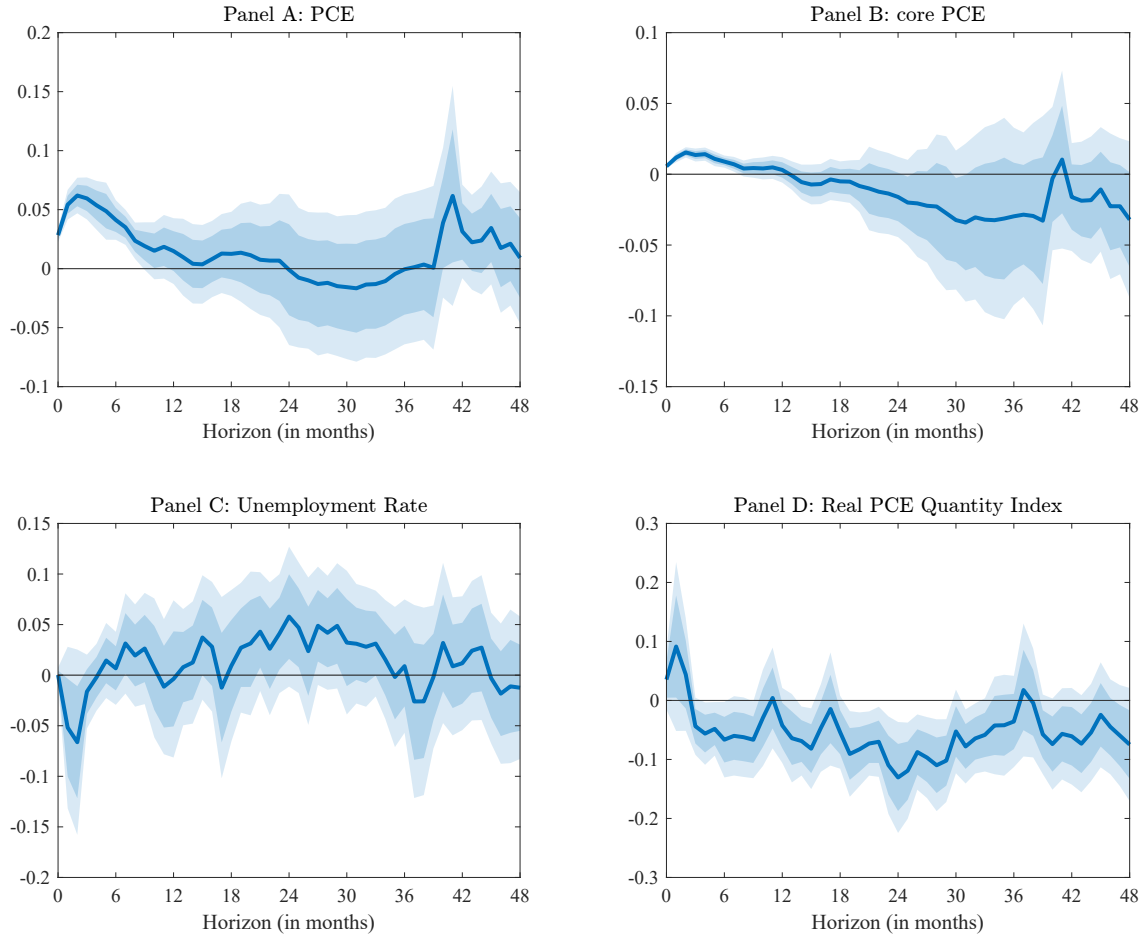 Panel A: PCE
0.2
0.15
0.1
0.05
0
-0.05
-0.1
0 6 12 18 24 30 36 42 48
Horizon (in months)
Panel B: core PCE
0.1
0.05
0
-0.05
-0.1
-0.15
0 6 12 18 24 30 36 42 48
Horizon (in months)
Panel C: Unemployment Rate
0.15
0.1
0.05
0
-0.05
-0.1
-0.15
-0.2
0 6 12 18 24 30 36 42 48
Horizon (in months)
Panel D: Real PCE Quantity Index
0.3
0.2
0.1
0
-0.1
-0.2
-0.3
0 6 12 18 24 30 36 42 48
Horizon (in months)